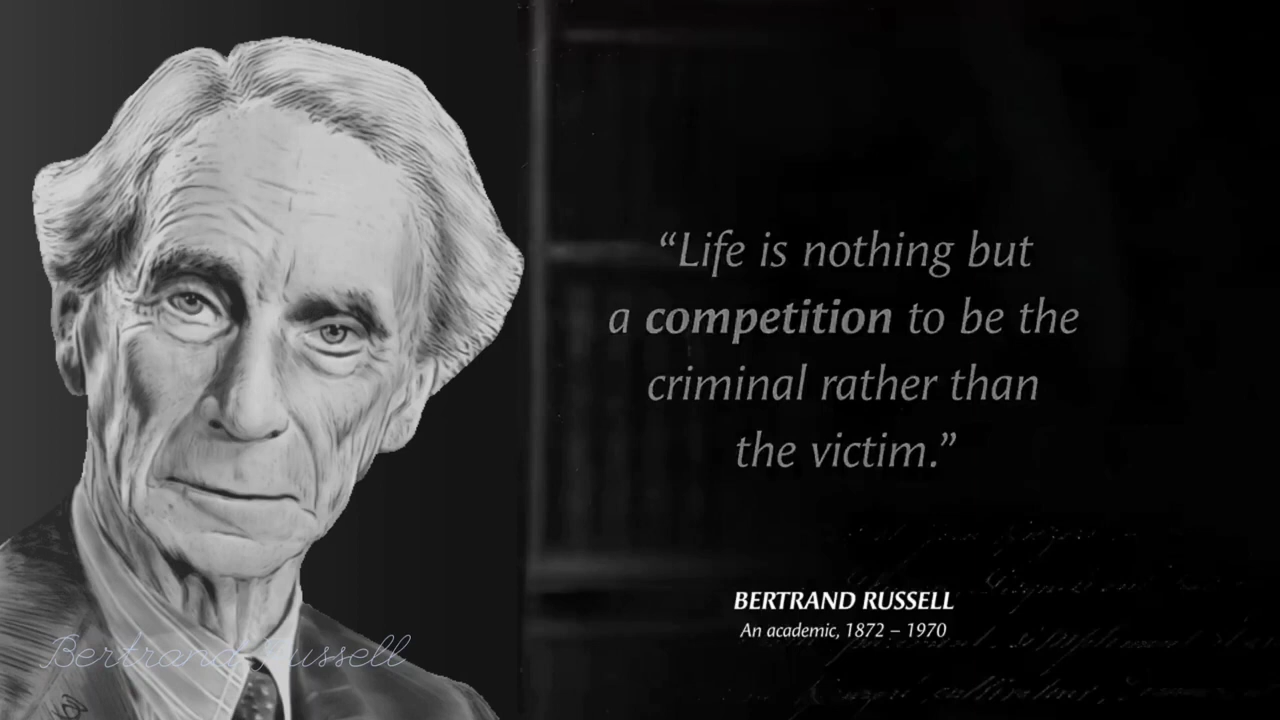 “Life is nothing but
a competition to be the
criminal rather than
the victim.”
BERTRAND RUSSELL
An academic, 1872 – 1970
Bertrand Russell